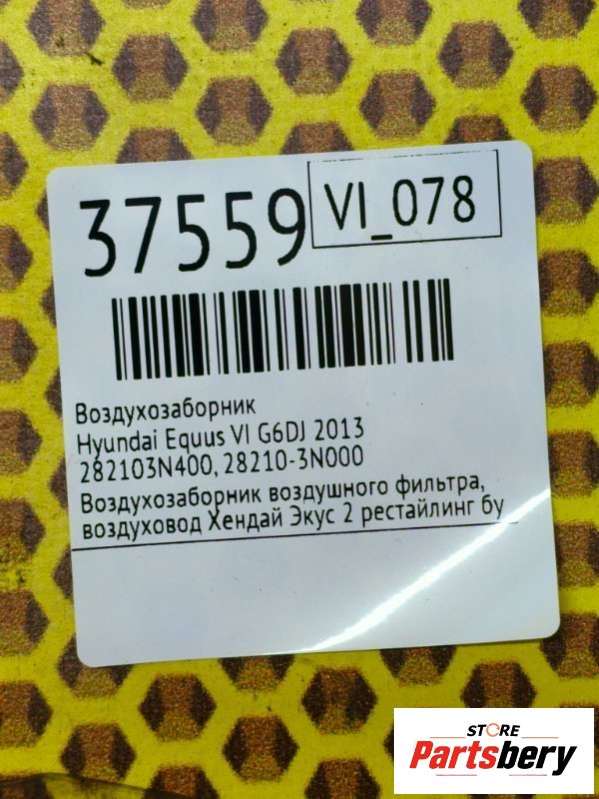 37559
VI_078
Воздухозаборник
Hyundai Equus VI G6DJ 2013
282103N400, 28210-3N000
Воздухозаборник воздушного фильтра,
воздуховод Хендай Экус 2 рестайлинг бу
STORE
Partsbery